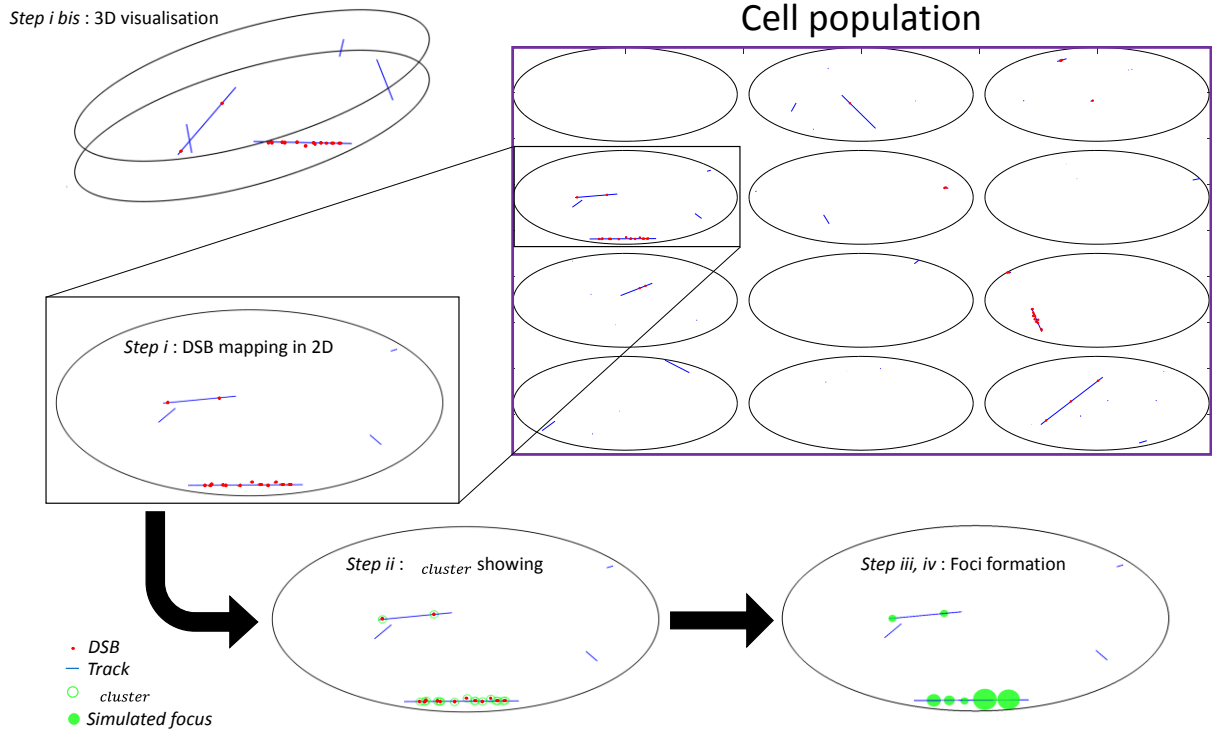 Step i bis : 3D visualisation
Cell population
Step i : DSB mapping in 2D
Step ii : cluster showing
Step iii, iv : Foci formation
DSB
Track
cluster
Simulated focus